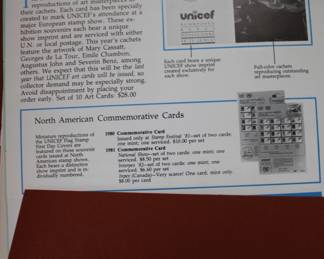 reproductions of art masterpieces
their cachets. Each card has been specially
created to mark UNICEF's attendance at a
major European stamp show. These ex-
hibition souvenirs each bear a unique
show imprint and are serviced with either
U.N. or local postage. This year's cachets
feature the artwork of Mary Cassatt,
Georges de La Tour, Emile Chambon,
Augustus John and Severin Benz, among
others. We expect that this will be the last
year that UNICEF art cards will be issued, so
collector demand may be especially strong.
Avoid disappointment by placing your
order early. Set of 10 Art Cards: $28.00
unicef
Each card bears a unique
UNICEF show imprint
created exclusively for
each show.
Full-color cachets
reproducing outstanding
art masterpieces.
North American Commemorative Cards
Miniature reproductions of
the UNICEF Flag Stamp
First Day Covers are
featured on these souvenir
cards issued at North
American stamp shows.
Each bears a distinctive
show imprint and is in-
dividually numbered.
1980 Commemorative Card
Issued only at Stamp Festival '80—set of two cards;
one mint; one serviced. $10.00 per set
1981 Commemorative Card
National Show—set of two cards; one mint; one
serviced. $8.50 per set
Interpex '81—set of two cards; one mint; one
serviced. $6.60 per set
(Canada)—Very scarce! One card, mint only.
$8.00 per card